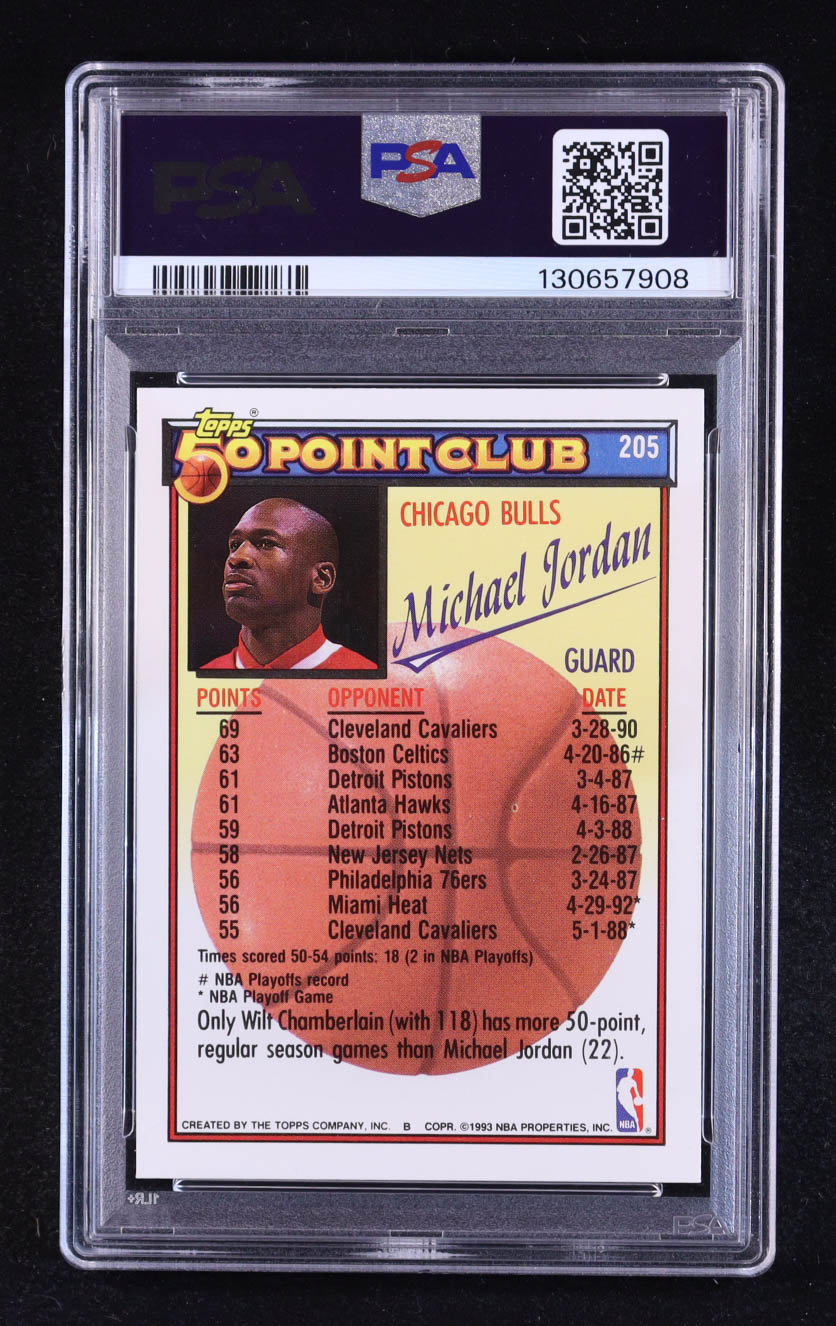 PSA
PSA
130657908
topps®
50 POINT CLUB 205
CHICAGO BULLS
Michael Jordan
GUARD
POINTS OPPONENT DATE
69 Cleveland Cavaliers 3-28-90
63 Boston Celtics 4-20-86#
61 Detroit Pistons 3-4-87
61 Atlanta Hawks 4-16-87
59 Detroit Pistons 4-3-88
58 New Jersey Nets 2-26-87
56 Philadelphia 76ers 3-24-87
56 Miami Heat 4-29-92*
55 Cleveland Cavaliers 5-1-88*
Times scored 50-54 points: 18 (2 in NBA Playoffs)
# NBA Playoffs record
* NBA Playoff Game
Only Wilt Chamberlain (with 118) has more 50-point,
regular season games than Michael Jordan (22).
NBA ®
CREATED BY THE TOPPS COMPANY, INC. B COPR. ©1993 NBA PROPERTIES, INC.
1LR+
PSA